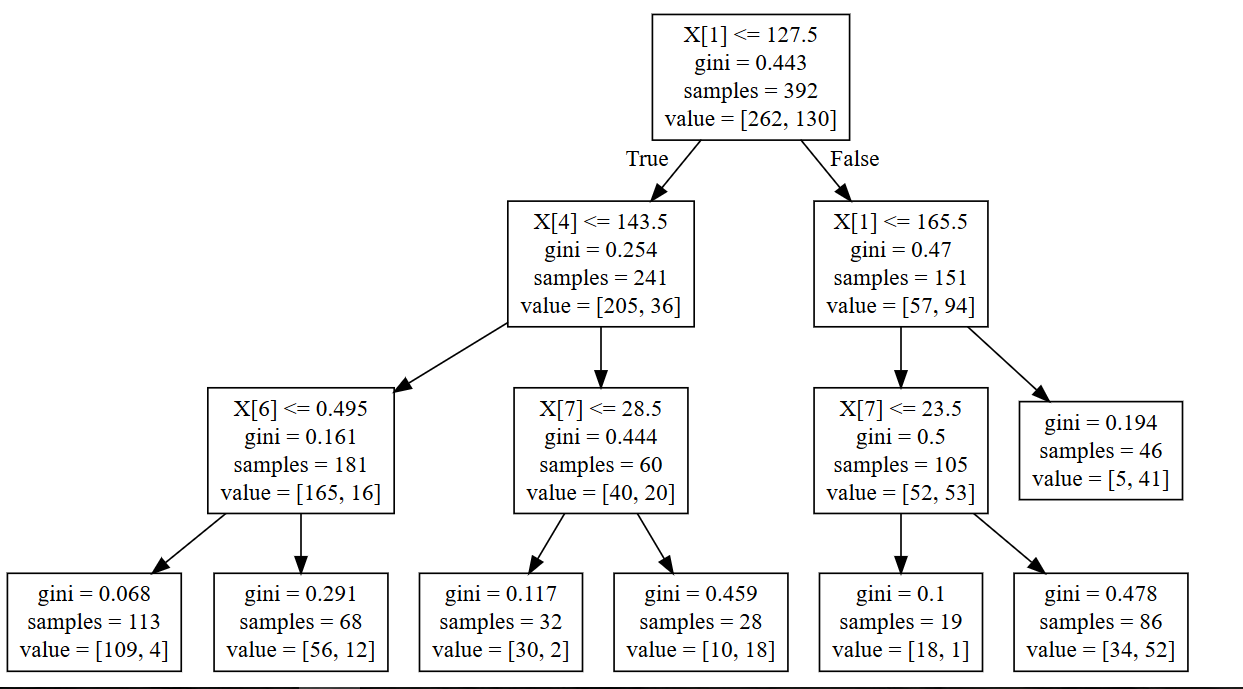 X[1] <= 127.5
gini = 0.443
samples = 392
value = [262, 130]
True
False
X[4] <= 143.5
gini = 0.254
samples = 241
value = [205, 36]
X[1] <= 165.5
gini = 0.47
samples = 151
value = [57, 94]
X[6] <= 0.495
gini = 0.161
samples = 181
value = [165, 16]
X[7] <= 28.5
gini = 0.444
samples = 60
value = [40, 20]
X[7] <= 23.5
gini = 0.5
samples = 105
value = [52, 53]
gini = 0.194
samples = 46
value = [5, 41]
gini = 0.068
samples = 113
value = [109, 4]
gini = 0.291
samples = 68
value = [56, 12]
gini = 0.117
samples = 32
value = [30, 2]
gini = 0.459
samples = 28
value = [10, 18]
gini = 0.1
samples = 19
value = [18, 1]
gini = 0.478
samples = 86
value = [34, 52]